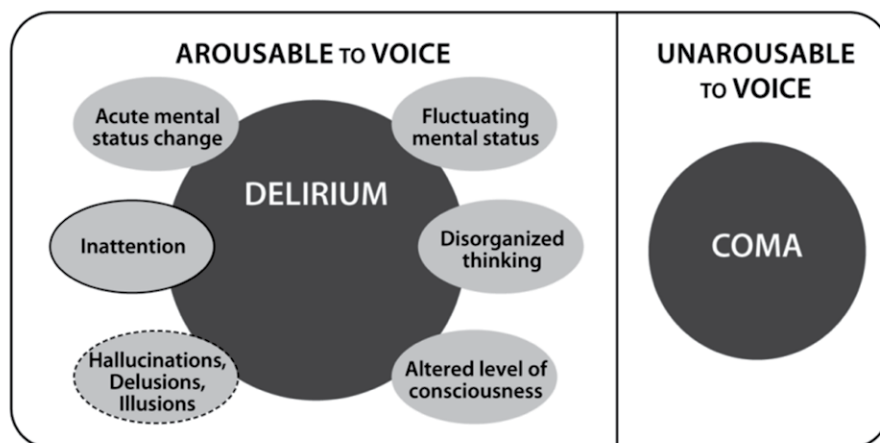 AROUSABLE TO VOICE
Acute mental
status change
Fluctuating
mental status
DELIRIUM
Inattention
Disorganized
thinking
Hallucinations,
Delusions,
Illusions
Altered level of
consciousness
UNAROUSABLE
TO VOICE
COMA